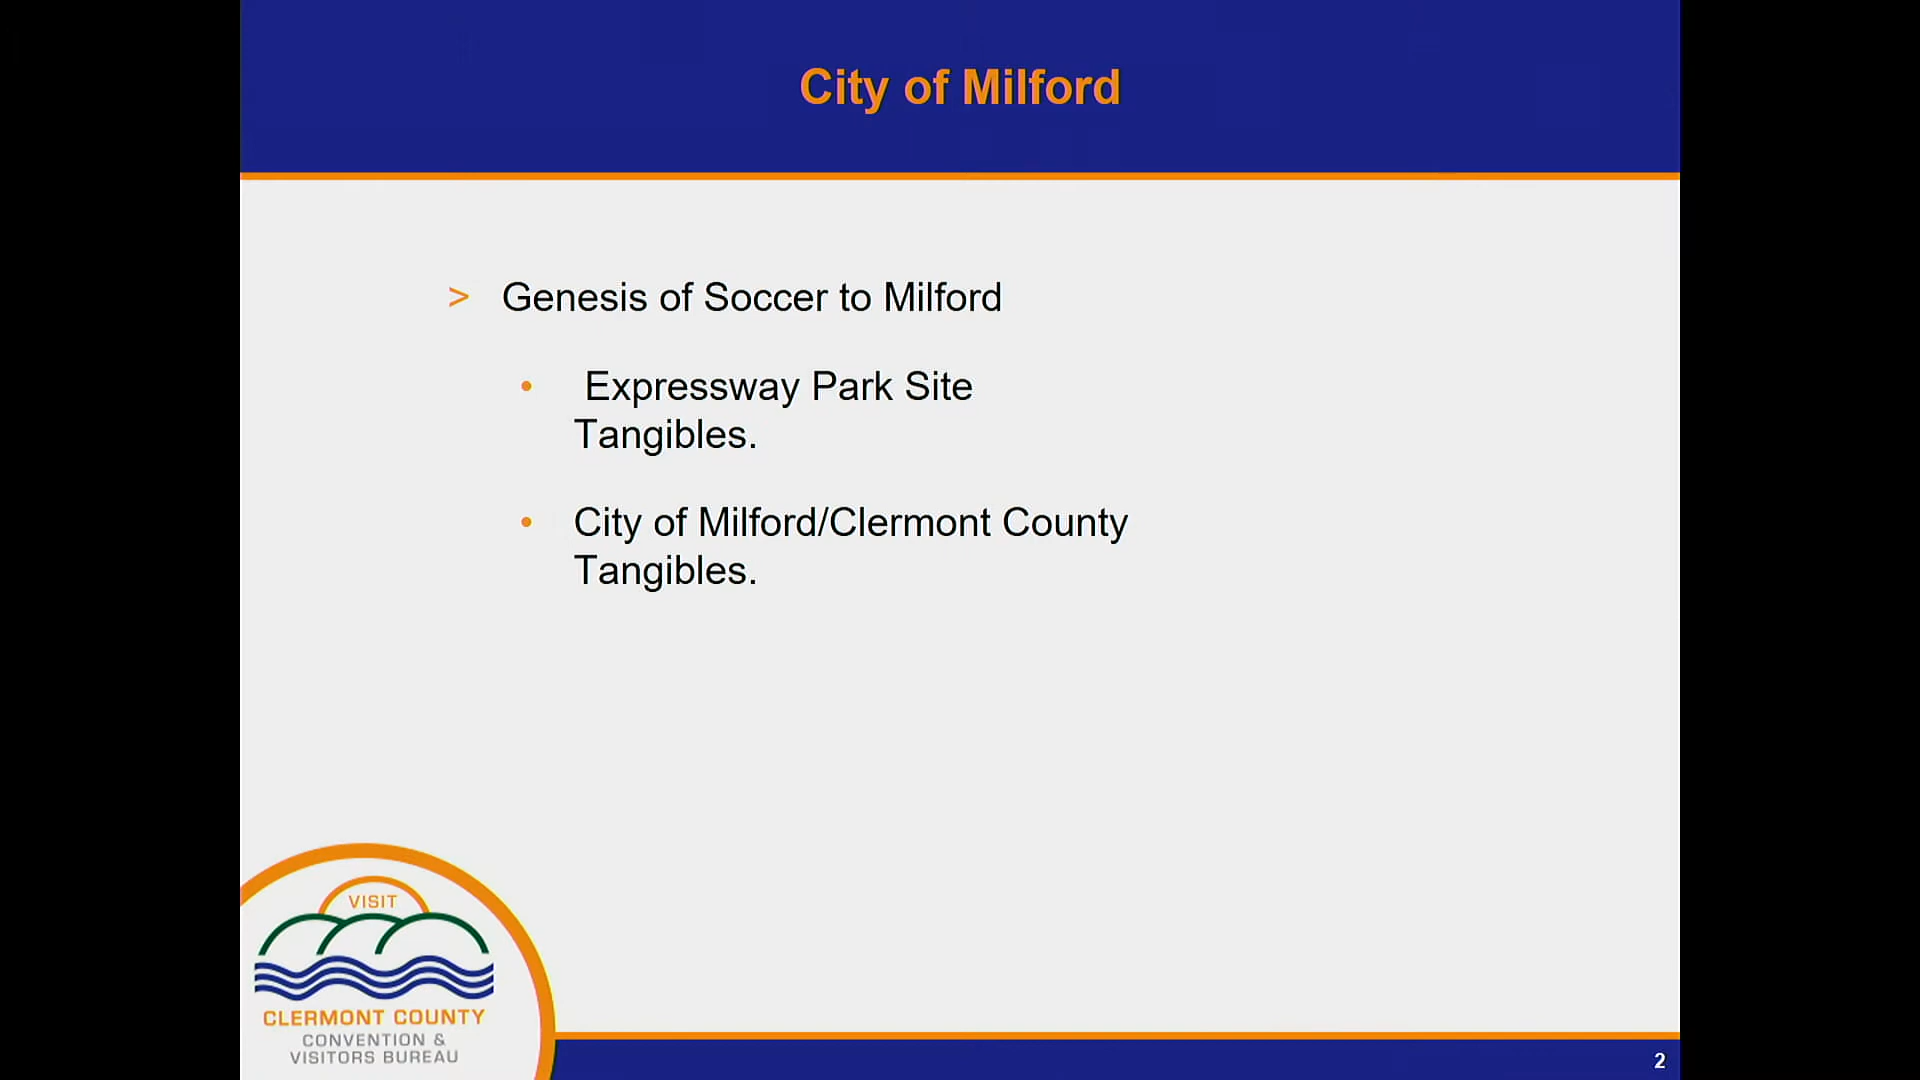 City of Milford
> Genesis of Soccer to Milford
• Expressway Park Site
Tangibles.
• City of Milford/Clermont County
Tangibles.
VISIT
CLERMONT COUNTY
CONVENTION &
VISITORS BUREAU
2